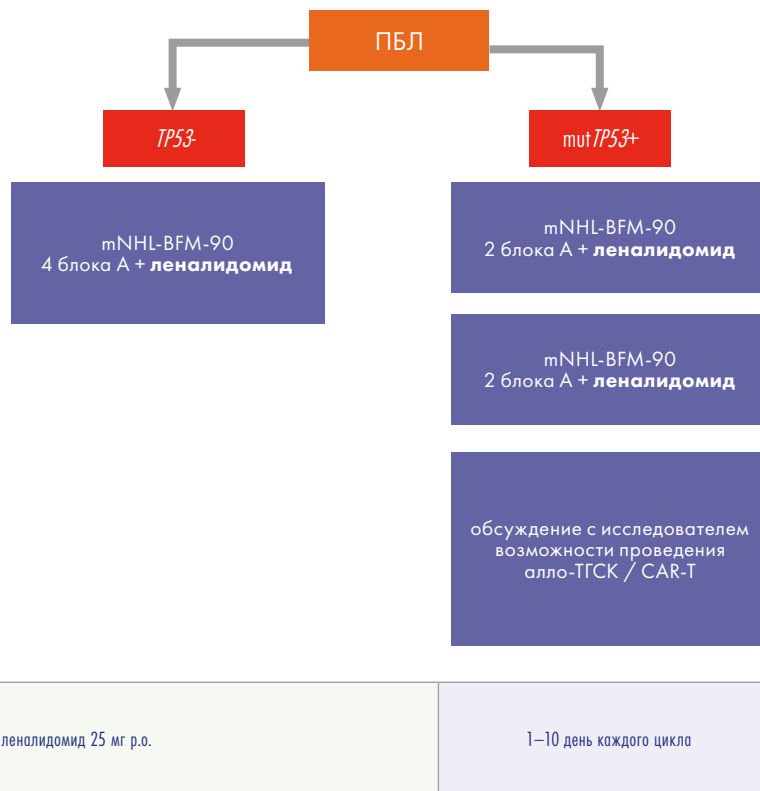 ПБЛ
TP53-
mutTP53+
mNHL-BFM-90
4 блока А + леналидомид
mNHL-BFM-90
2 блока А + леналидомид
mNHL-BFM-90
2 блока А + леналидомид
обсуждение с исследователем
возможности проведения
алло-ТГСК / CAR-T
леналидомид 25 мг p.o.
1–10 день каждого цикла